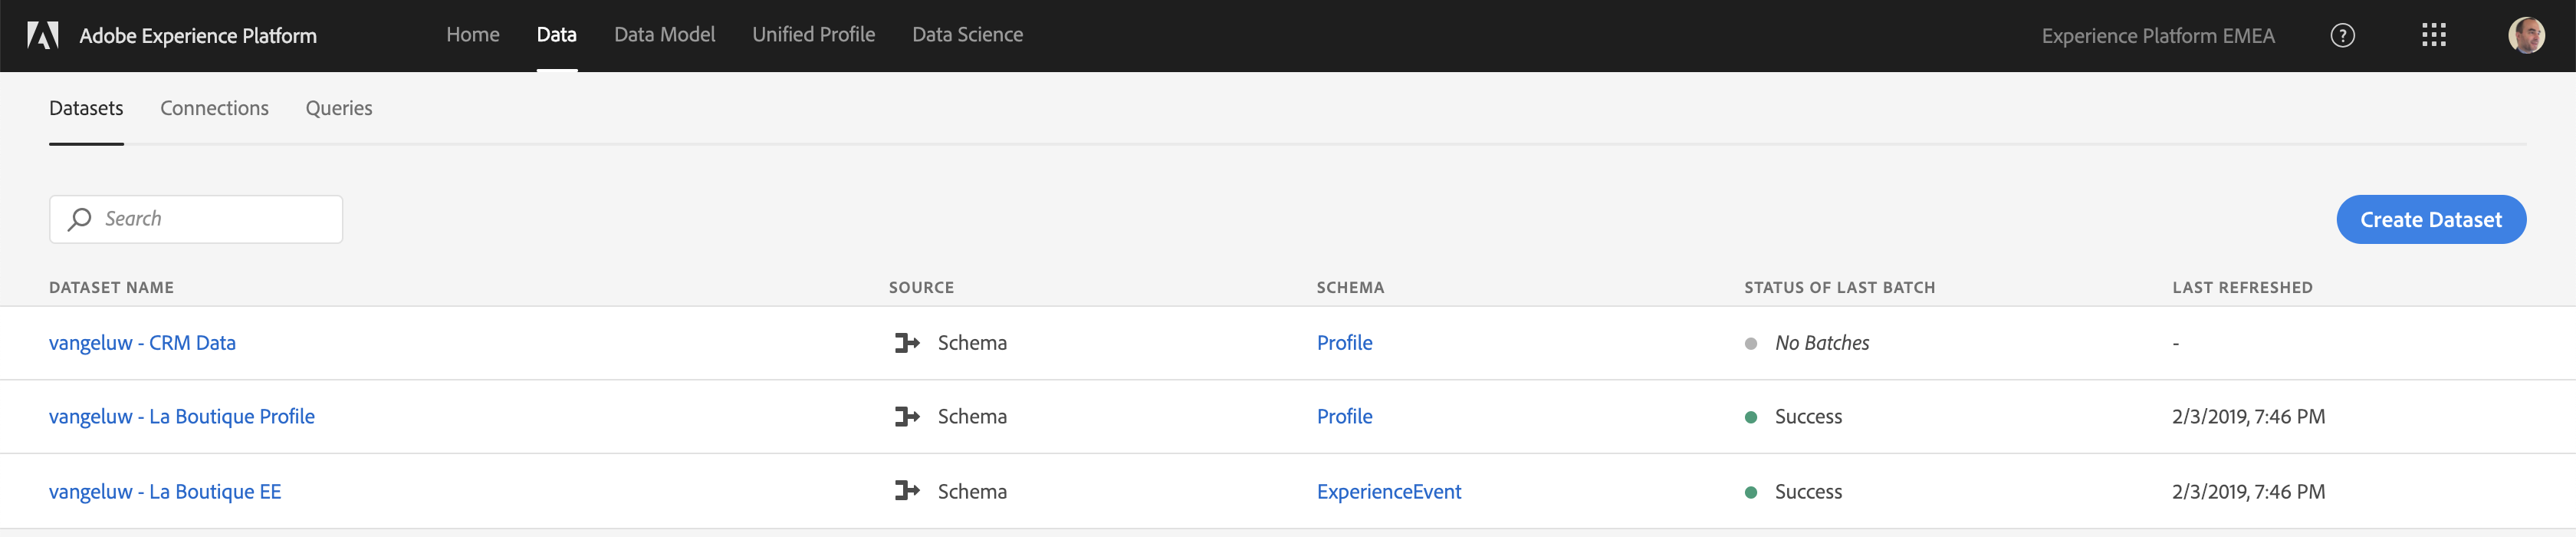 Adobe Experience Platform Home Data Data Model Unified Profile Data Science Experience Platform EMEA ?
Datasets Connections Queries
Search Create Dataset
DATASET NAME SOURCE SCHEMA STATUS OF LAST BATCH LAST REFRESHED
vangeluw - CRM Data Schema Profile No Batches -
vangeluw - La Boutique Profile Schema Profile Success 2/3/2019, 7:46 PM
vangeluw - La Boutique EE Schema ExperienceEvent Success 2/3/2019, 7:46 PM